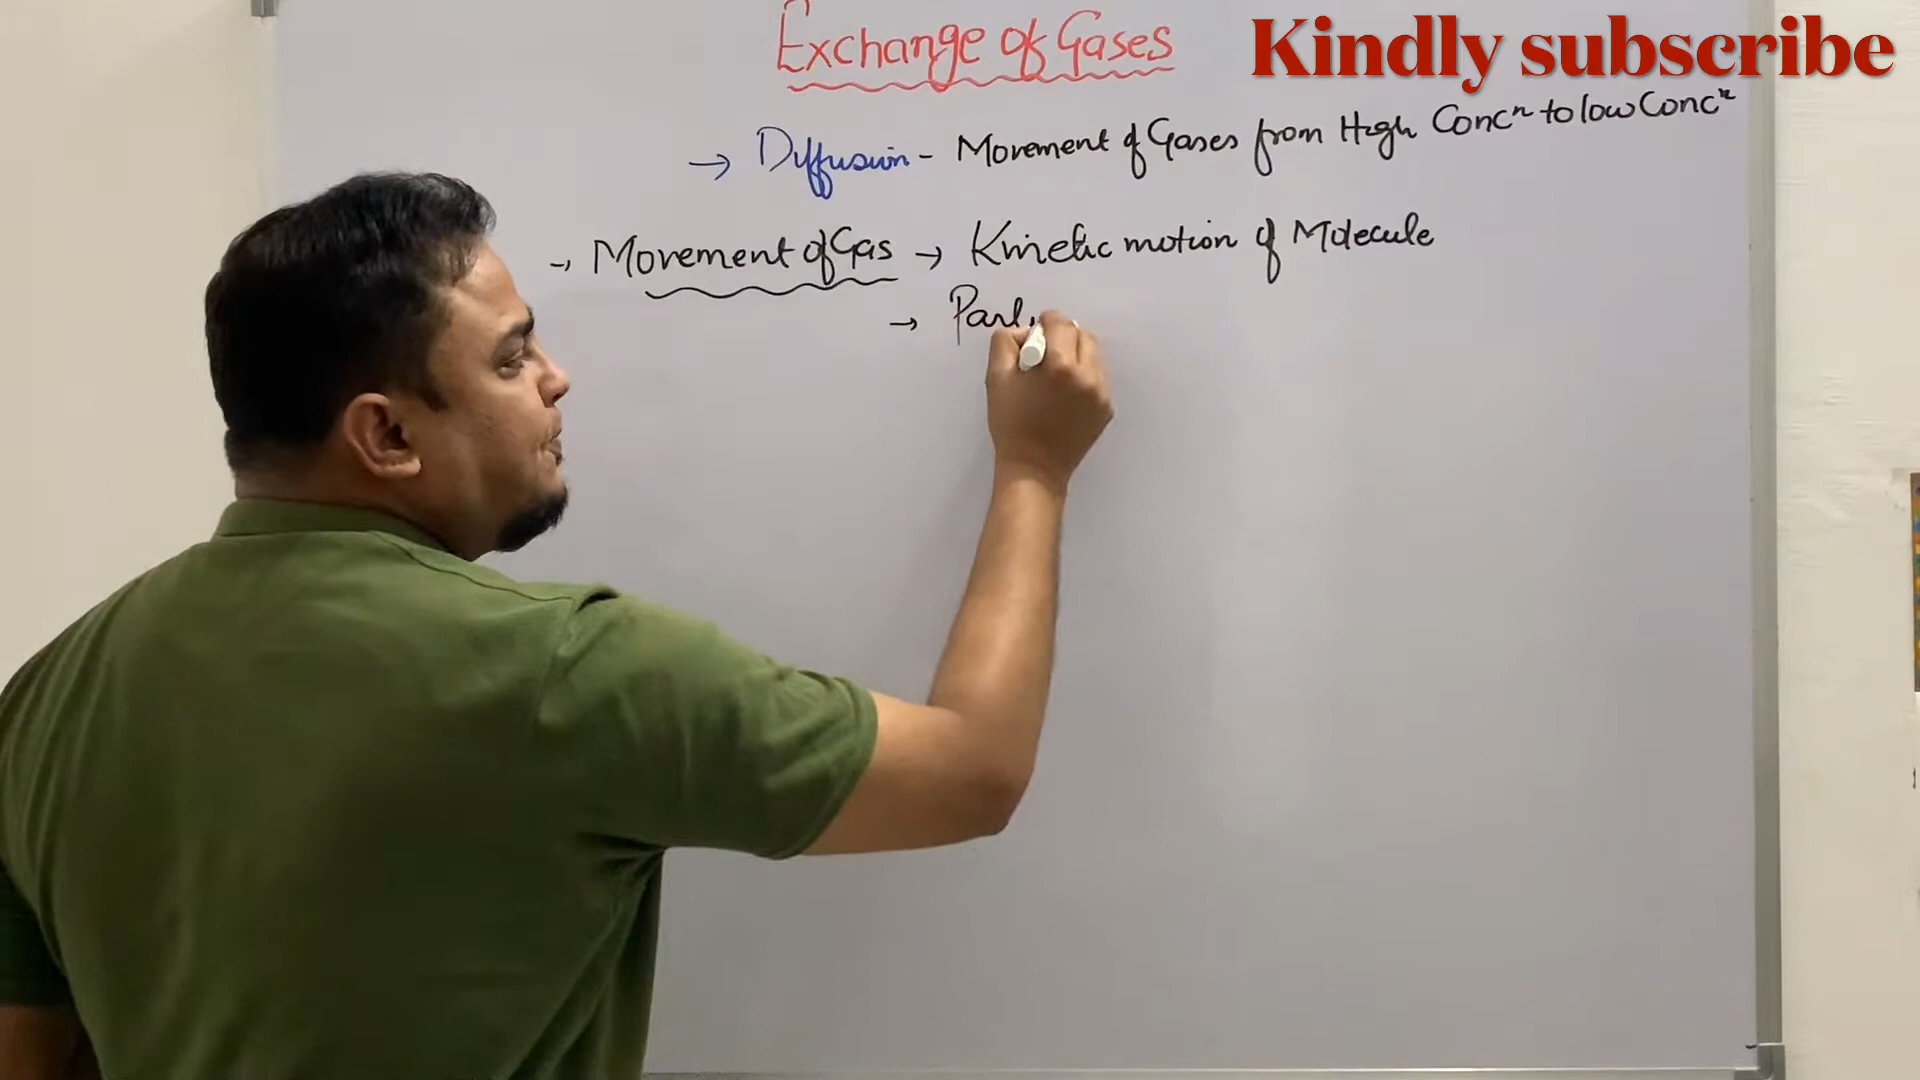 Exchange of Gases
Kindly subscribe
→ Diffusion - Movement of Gases from High Concⁿ to low Concⁿ
→ Movement of Gas → Kinetic motion of Molecule
→ Parti